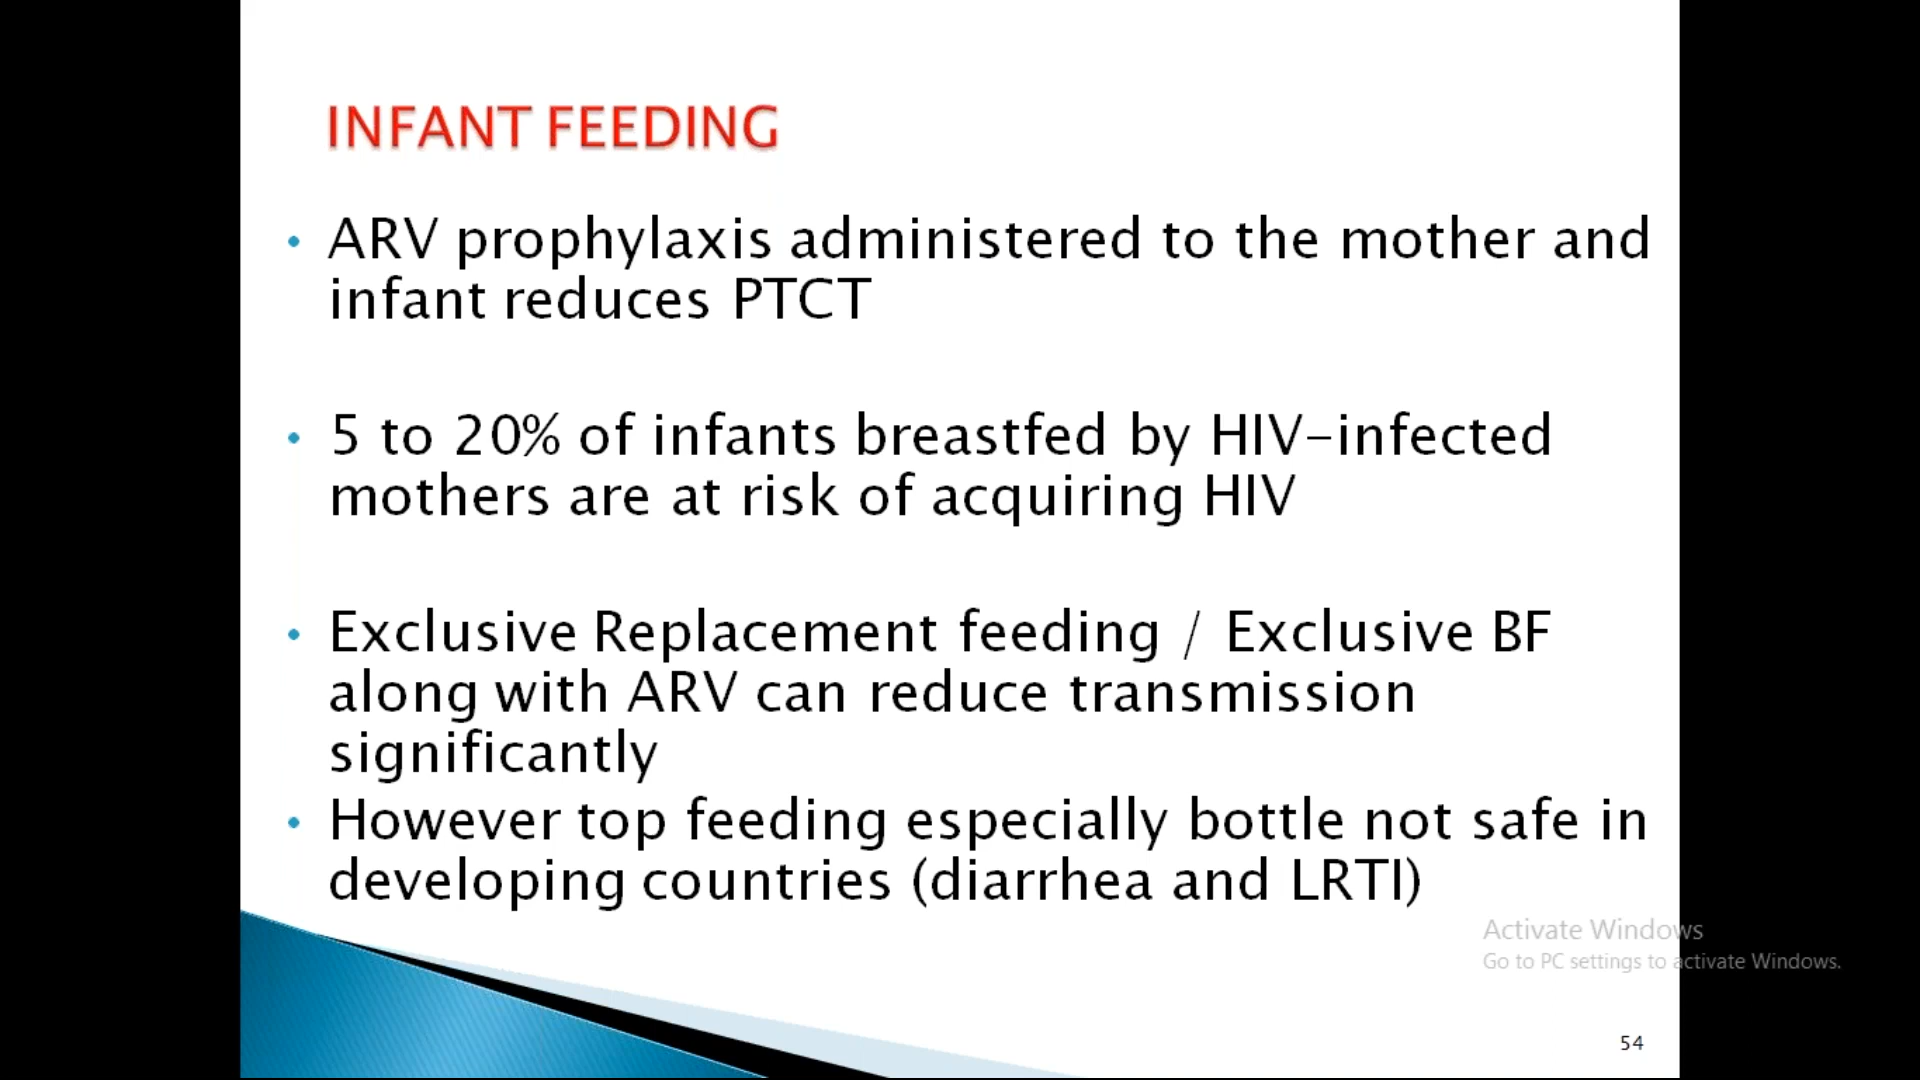 INFANT FEEDING
• ARV prophylaxis administered to the mother and
infant reduces PTCT
• 5 to 20% of infants breastfed by HIV-infected
mothers are at risk of acquiring HIV
• Exclusive Replacement feeding / Exclusive BF
along with ARV can reduce transmission
significantly
• However top feeding especially bottle not safe in
developing countries (diarrhea and LRTI)
Activate Windows
Go to PC settings to activate Windows.
54